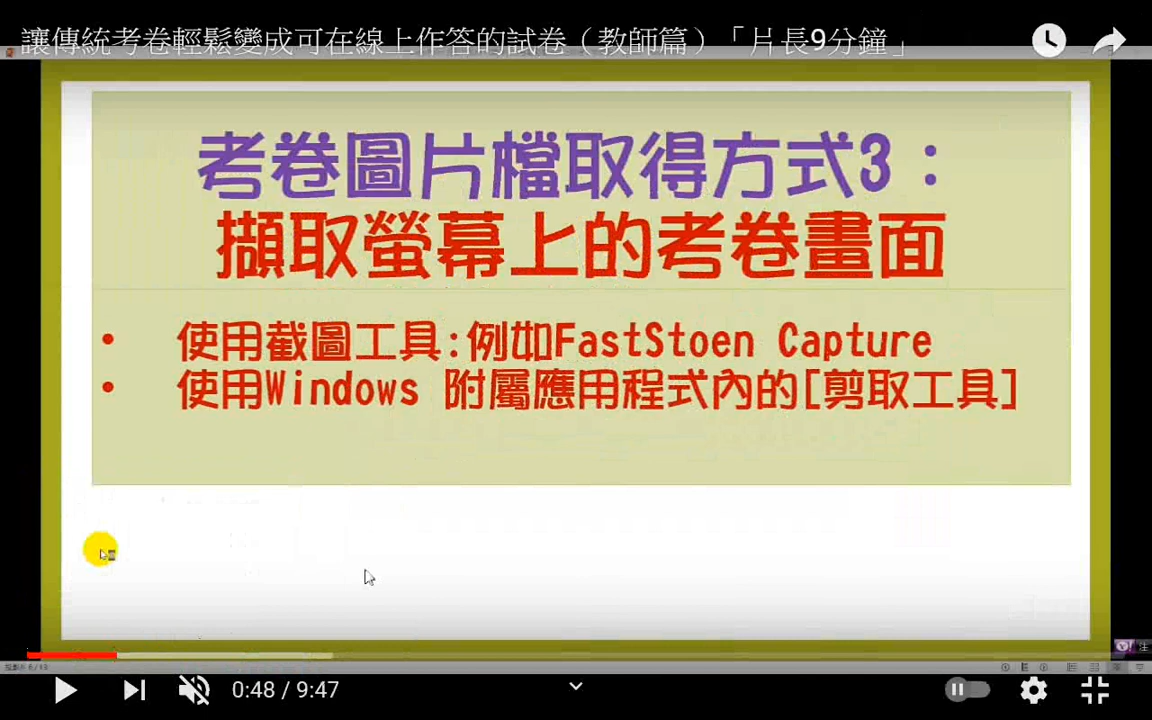 讓傳統考卷輕鬆變成可在線上作答的試卷（教師篇）「片長9分鐘」
考卷圖片檔取得方式3：
擷取螢幕上的考卷畫面
• 使用截圖工具:例如FastStoen Capture
• 使用Windows 附屬應用程式內的[剪取工具]
注
0:48 / 9:47